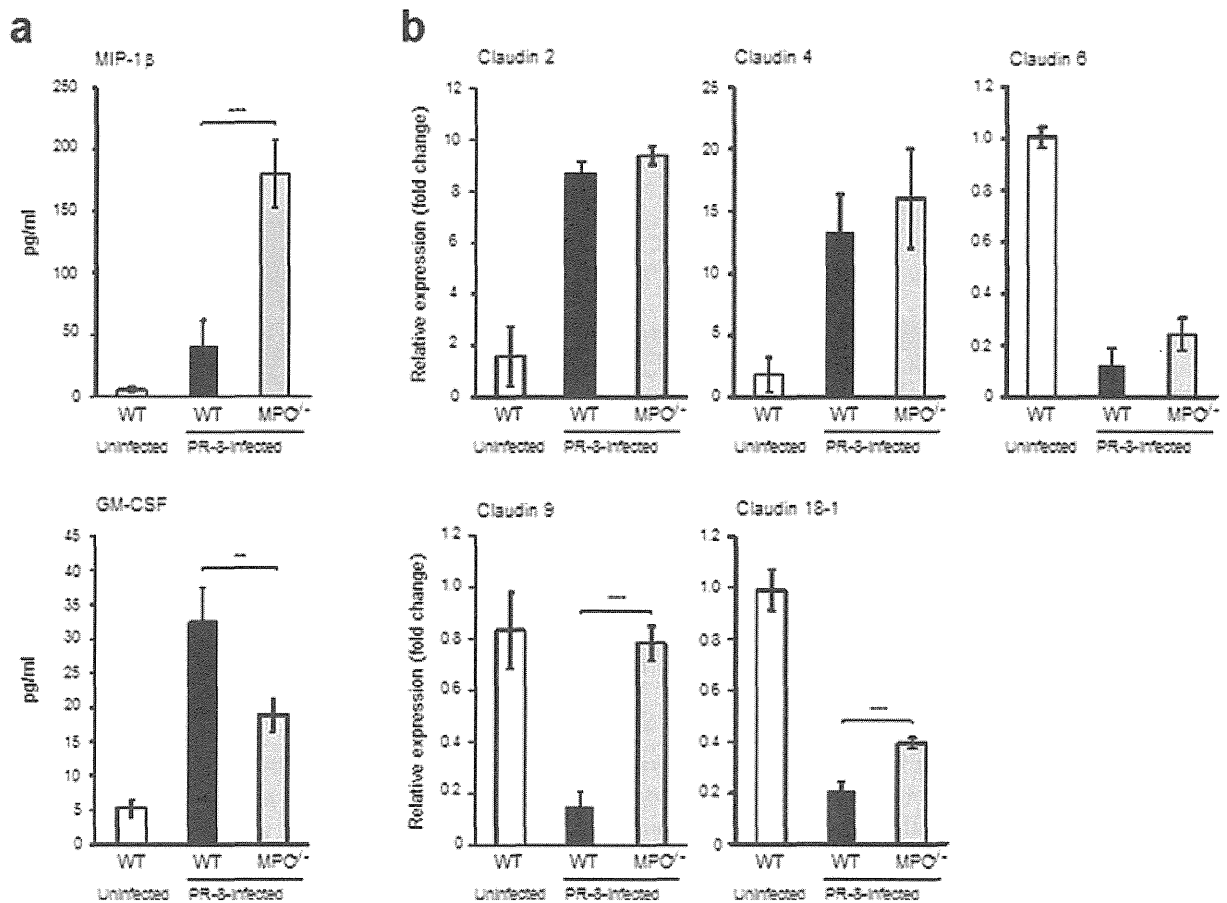 a
b
MIP-1β
250
200
150
100
50
0
pg/ml
WT
WT
MPO-/-
Uninfected
PR-8-infected
Claudin 2
12
10
8
6
4
2
0
Relative expression (fold change)
WT
WT
MPO-/-
Uninfected
PR-8-infected
Claudin 4
25
20
15
10
5
0
WT
WT
MPO-/-
Uninfected
PR-8-infected
Claudin 6
1.2
1.0
0.8
0.6
0.4
0.2
0
WT
WT
MPO-/-
Uninfected
PR-8-infected
GM-CSF
45
40
35
30
25
20
15
10
5
0
pg/ml
WT
WT
MPO-/-
Uninfected
PR-8-infected
Claudin 9
1.2
1.0
0.8
0.6
0.4
0.2
0
Relative expression (fold change)
WT
WT
MPO-/-
Uninfected
PR-8-infected
Claudin 18-1
1.2
1.0
0.8
0.6
0.4
0.2
0
WT
WT
MPO-/-
Uninfected
PR-8-infected